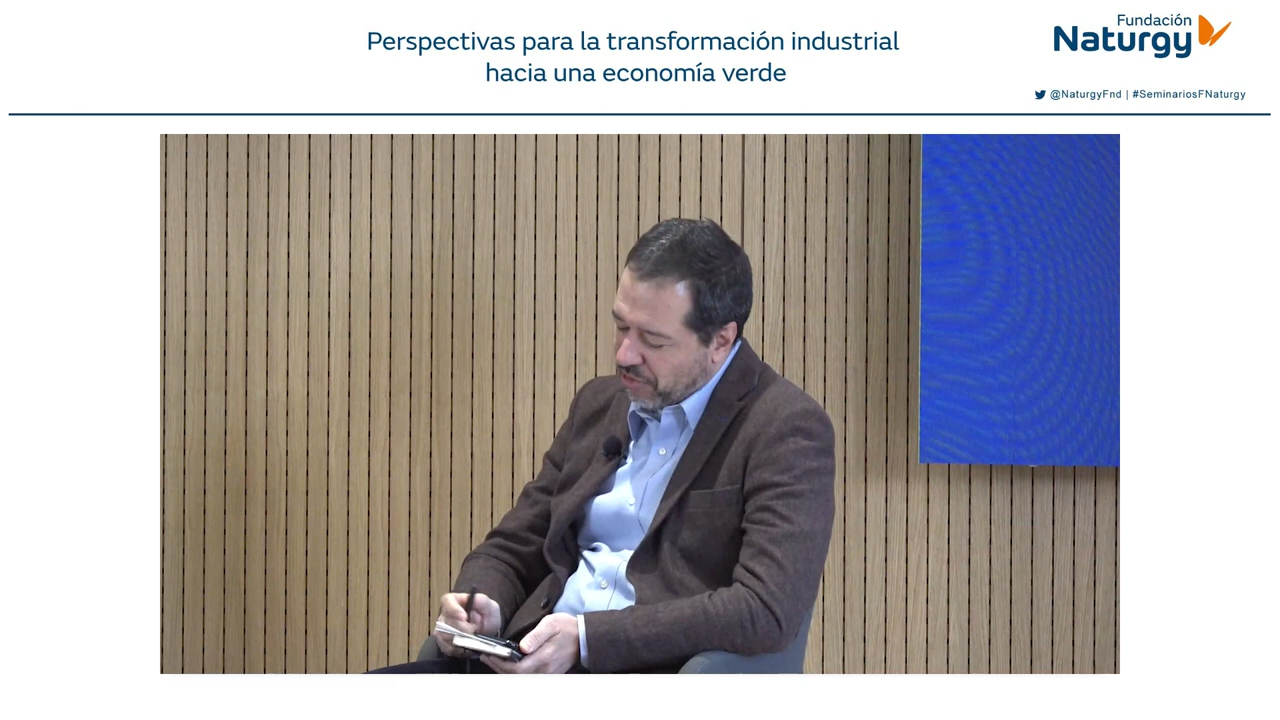 Perspectivas para la transformación industrial
hacia una economía verde
Fundación
Naturgy
@NaturgyFnd | #SeminariosFNaturgy